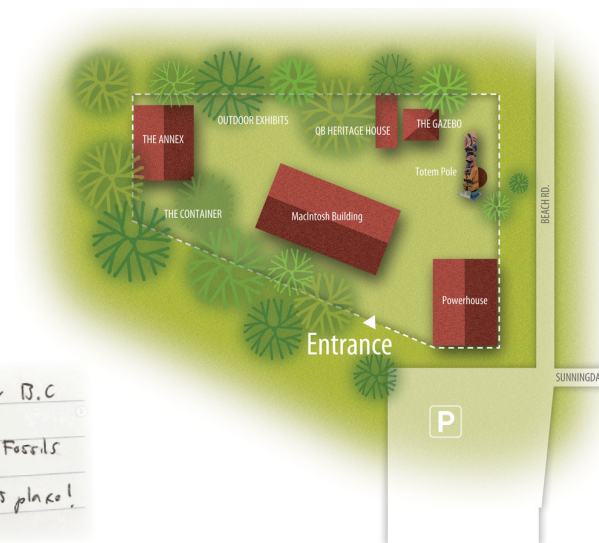 THE ANNEX
OUTDOOR EXHIBITS
QB HERITAGE HOUSE
THE GAZEBO
Totem Pole
THE CONTAINER
MacIntosh Building
BEACH RD.
Powerhouse
Entrance
P
B.C
Fossils
place!